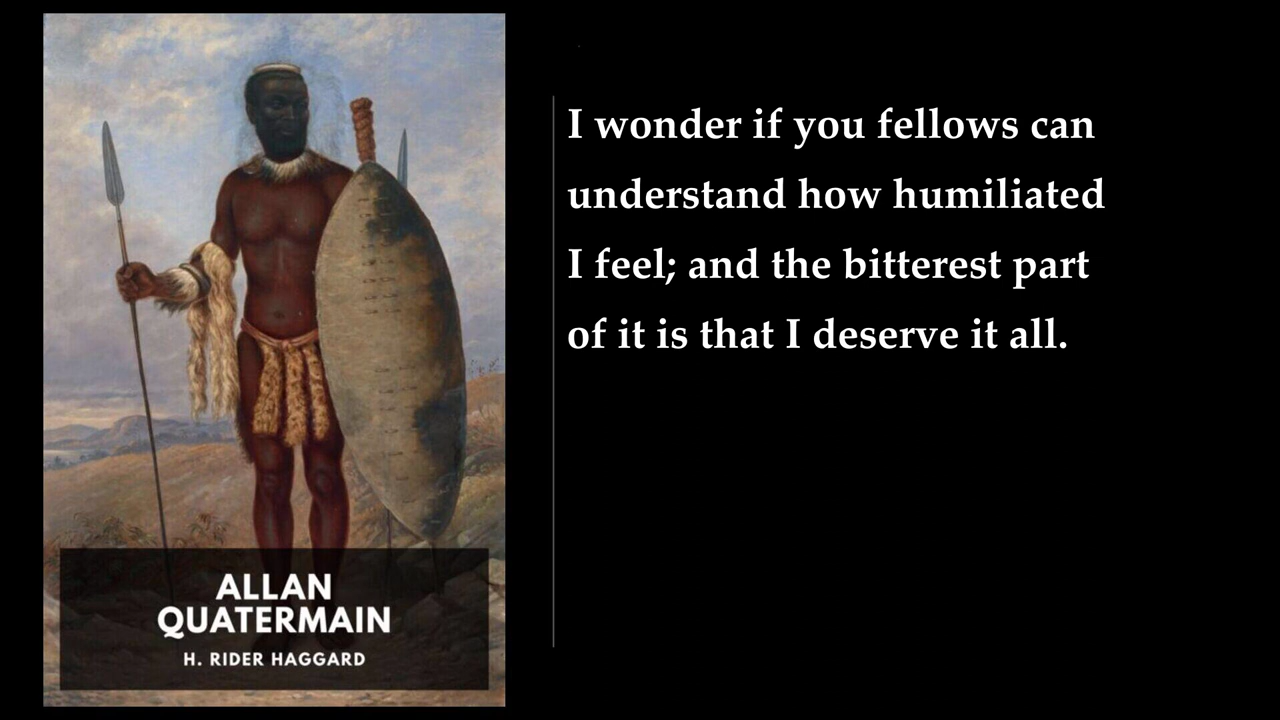 ALLAN
QUATERMAIN
H. RIDER HAGGARD
I wonder if you fellows can
understand how humiliated
I feel; and the bitterest part
of it is that I deserve it all.